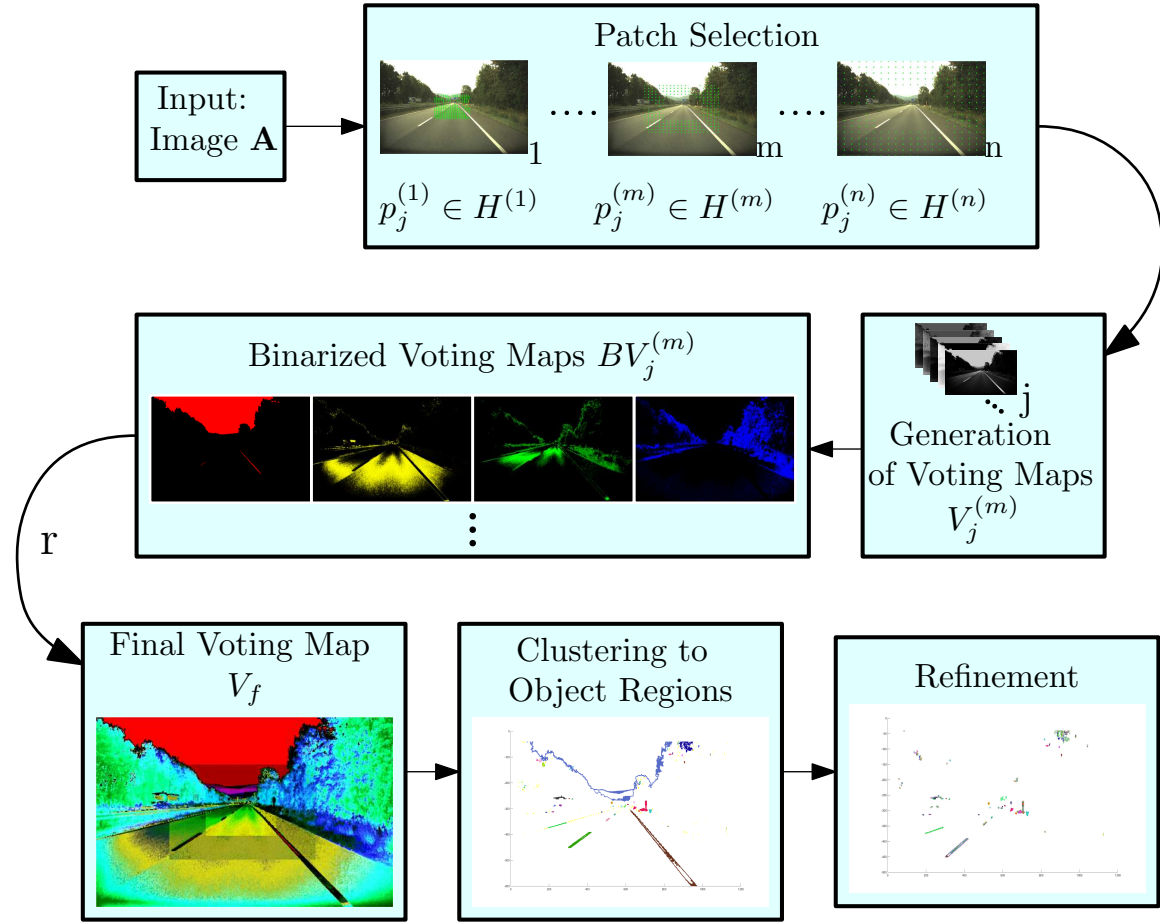 Patch Selection
Input:
Image A
1
m
n
p_j^{(1)} ∈ H^{(1)}
p_j^{(m)} ∈ H^{(m)}
p_j^{(n)} ∈ H^{(n)}
Binarized Voting Maps BV_j^{(m)}
j
Generation
of Voting Maps
V_j^{(m)}
r
Final Voting Map
V_f
Clustering to
Object Regions
Refinement